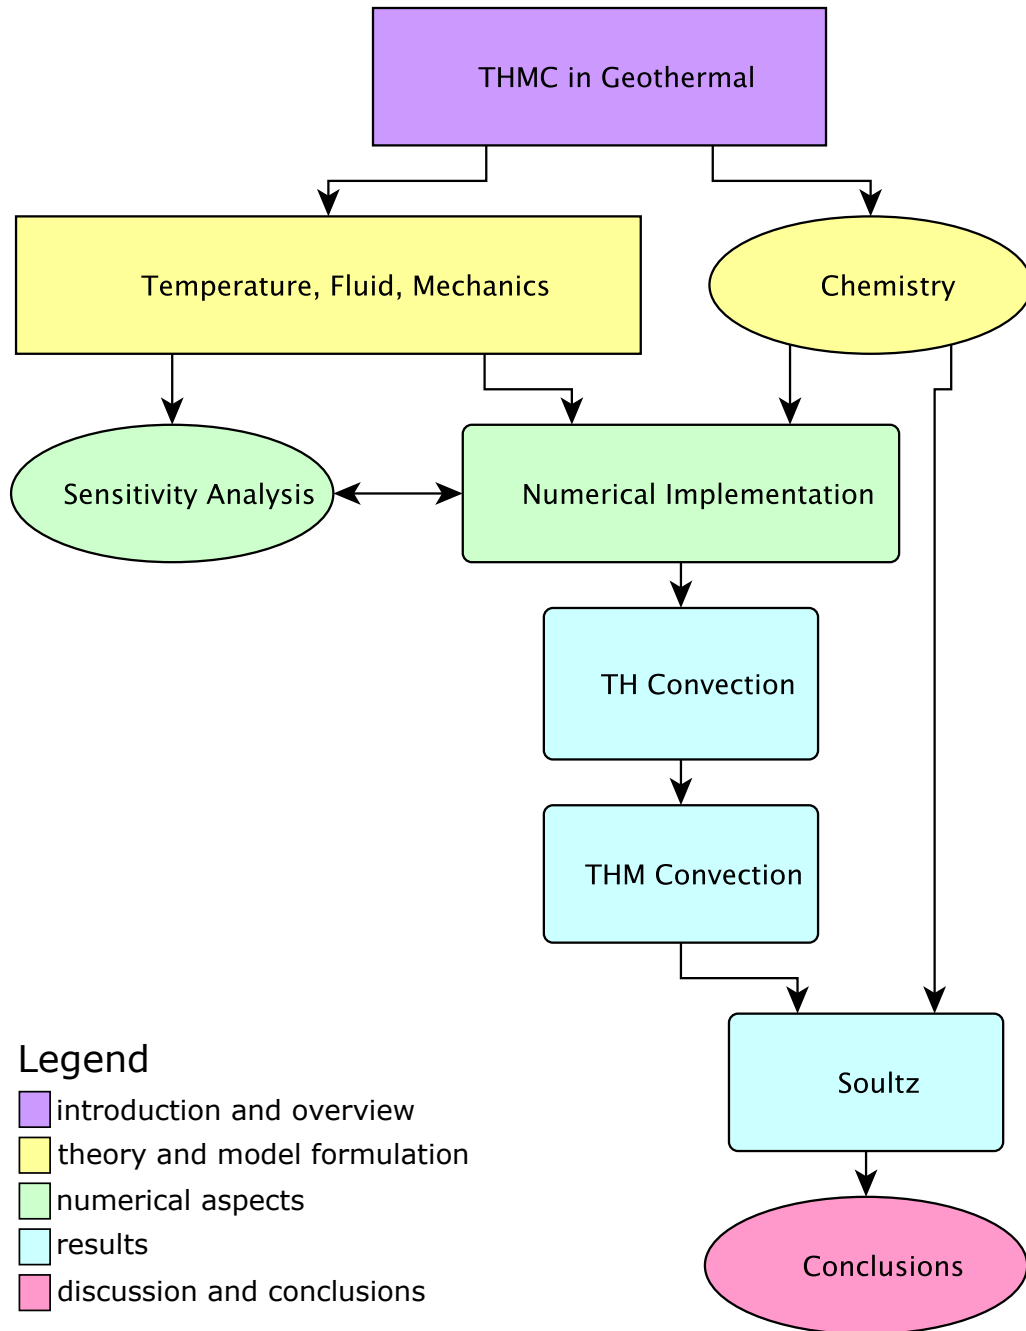 THMC in Geothermal
Temperature, Fluid, Mechanics
Chemistry
Sensitivity Analysis
Numerical Implementation
TH Convection
THM Convection
Soultz
Conclusions
Legend
introduction and overview
theory and model formulation
numerical aspects
results
discussion and conclusions